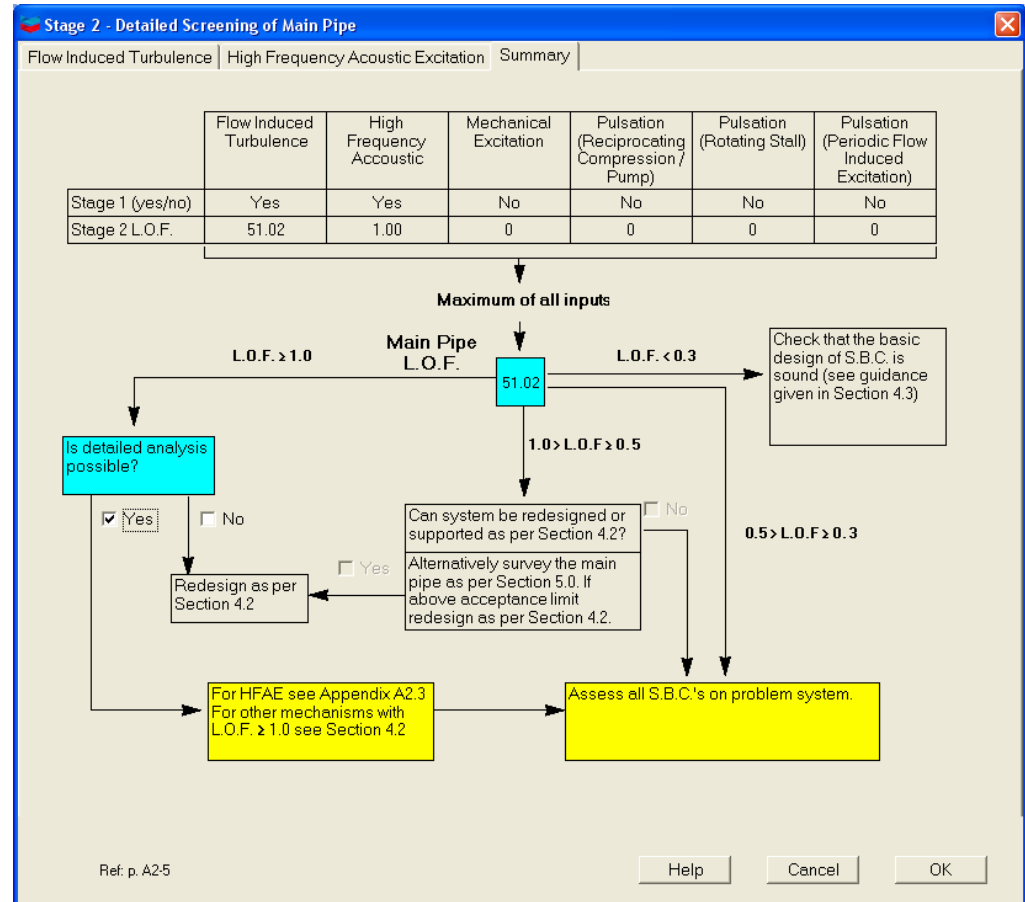 Stage 2 - Detailed Screening of Main Pipe
Flow Induced Turbulence High Frequency Acoustic Excitation Summary
Flow Induced
Turbulence
High
Frequency
Accoustic
Mechanical
Excitation
Pulsation
(Reciprocating
Compression /
Pump)
Pulsation
(Rotating Stall)
Pulsation
(Periodic Flow
Induced
Excitation)
Stage 1 (yes/no) Yes Yes No No No No
Stage 2 L.O.F. 51.02 1.00 0 0 0 0
Maximum of all inputs
Main Pipe
L.O.F.
51.02
L.O.F. ≥ 1.0
L.O.F. < 0.3
Check that the basic
design of S.B.C. is
sound (see guidance
given in Section 4.3)
Is detailed analysis
possible?
1.0 > L.O.F ≥ 0.5
Yes
No
Can system be redesigned or
supported as per Section 4.2?
No
0.5 > L.O.F ≥ 0.3
Alternatively survey the main
pipe as per Section 5.0. If
above acceptance limit
redesign as per Section 4.2.
Yes
Redesign as per
Section 4.2
For HFAE see Appendix A2.3
For other mechanisms with
L.O.F. ≥ 1.0 see Section 4.2
Assess all S.B.C.'s on problem system.
Ref: p. A2-5
Help
Cancel
OK